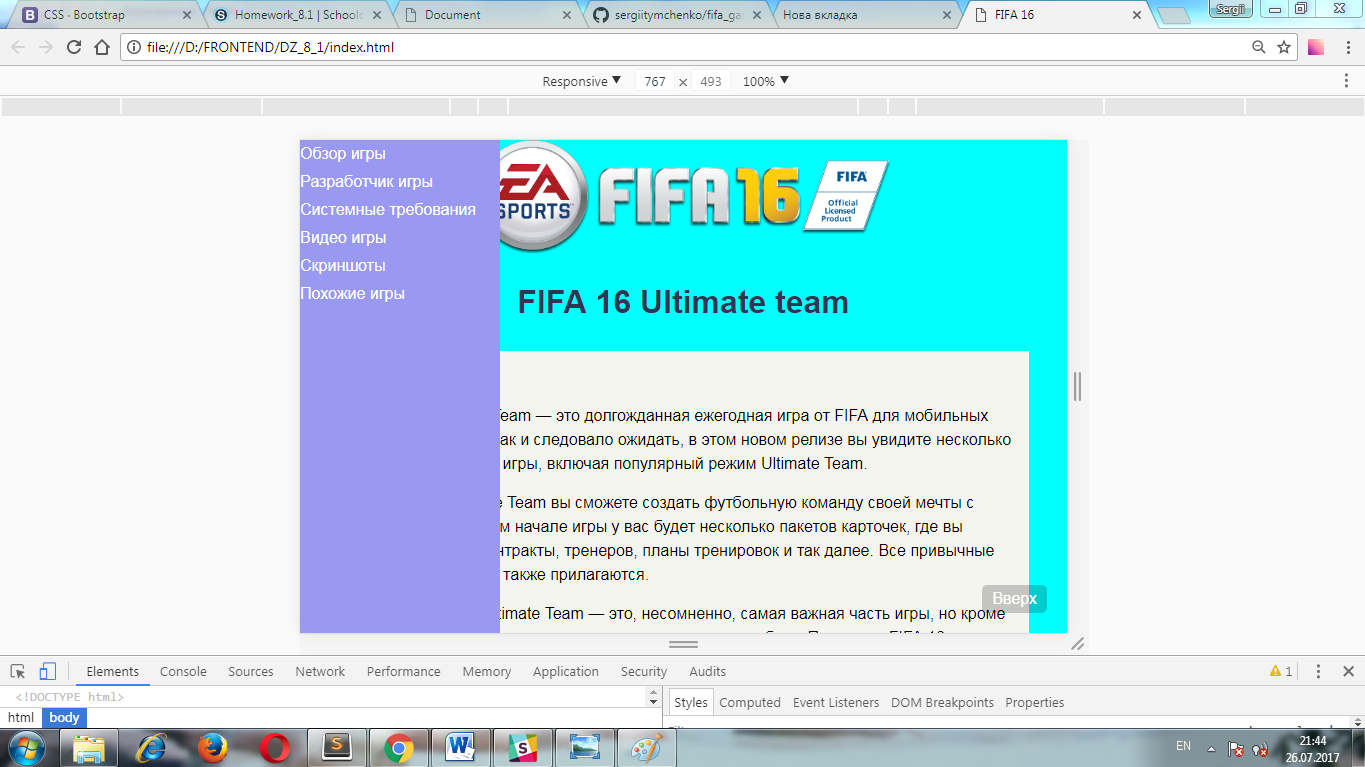 CSS · Bootstrap
Homework_8.1 | Schoolo
Document
sergiitymchenko/fifa_ga
Нова вкладка
FIFA 16
Sergii
file:///D:/FRONTEND/DZ_8_1/index.html
Responsive ▼ 767 × 493 100% ▼
Обзор игры
Разработчик игры
Системные требования
Видео игры
Скриншоты
Похожие игры
EA SPORTS
FIFA 16
FIFA
Official
Licensed
Product
FIFA 16 Ultimate team
Team — это долгожданная ежегодная игра от FIFA для мобильных
ак и следовало ожидать, в этом новом релизе вы увидите несколько
игры, включая популярный режим Ultimate Team.
e Team вы сможете создать футбольную команду своей мечты с
м начале игры у вас будет несколько пакетов карточек, где вы
нтракты, тренеров, планы тренировок и так далее. Все привычные
также прилагаются.
timate Team — это, несомненно, самая важная часть игры, но кроме
Вверх
Elements Console Sources Network Performance Memory Application Security Audits 1
<!DOCTYPE html>
html body
Styles Computed Event Listeners DOM Breakpoints Properties
EN
21:44
26.07.2017